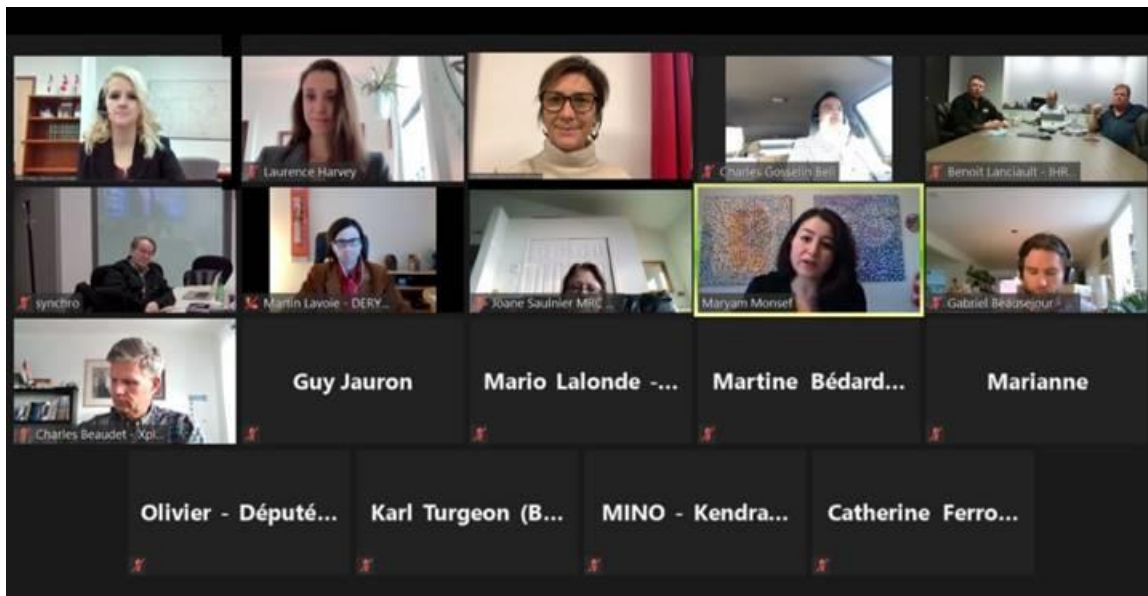 Laurence Harvey
Charles Gosselin Bell
Benoit Lanciault - IHR...
synchro
Martin Lavoie - DERY...
Joane Saulnier MRC...
Maryam Monsef
Gabriel Beausejour - ...
Charles Beaudet - Xpl...
Guy Jauron
Mario Lalonde -...
Martine Bédard...
Marianne
Olivier - Député...
Karl Turgeon (B...
MINO - Kendra...
Catherine Ferro...